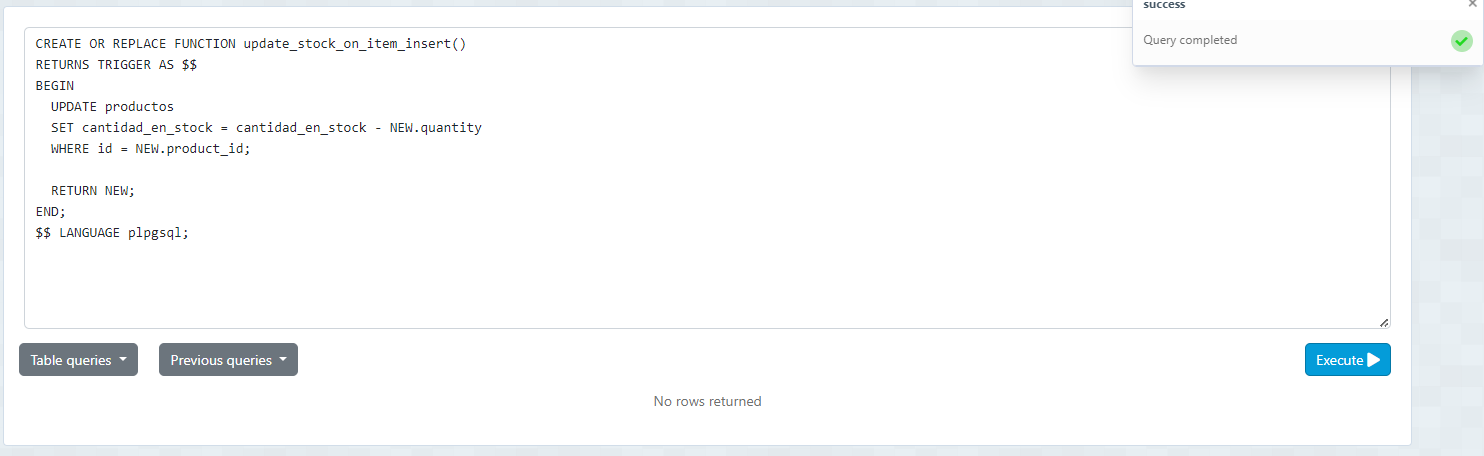 success
×
Query completed
CREATE OR REPLACE FUNCTION update_stock_on_item_insert()
RETURNS TRIGGER AS $$
BEGIN
  UPDATE productos
  SET cantidad_en_stock = cantidad_en_stock - NEW.quantity
  WHERE id = NEW.product_id;
  RETURN NEW;
END;
$$ LANGUAGE plpgsql;
Table queries
Previous queries
Execute
No rows returned